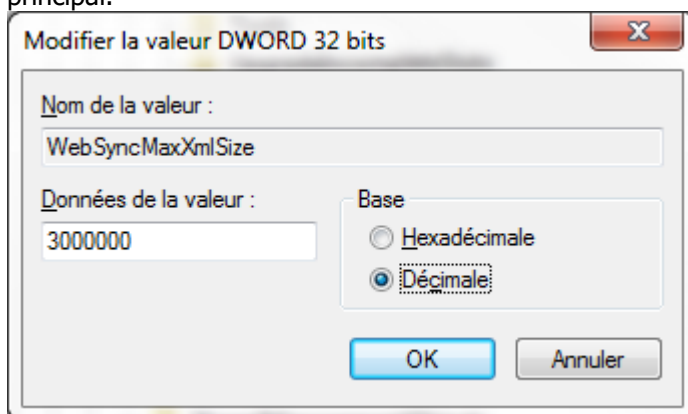 principal.
Modifier la valeur DWORD 32 bits
Nom de la valeur :
WebSyncMaxXmlSize
Données de la valeur :
3000000
Base
Hexadécimale
Décimale
OK
Annuler